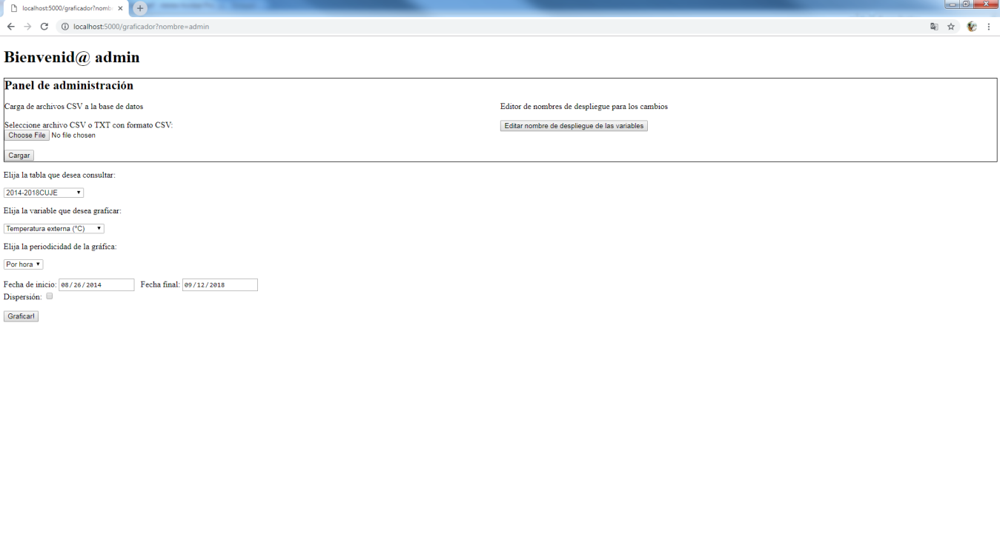 localhost:5000/graficador?nomb
localhost:5000/graficador?nombre=admin
Bienvenid@ admin
Panel de administración
Carga de archivos CSV a la base de datos
Editor de nombres de despliegue para los cambios
Seleccione archivo CSV o TXT con formato CSV:
Choose File No file chosen
Editar nombre de despliegue de las variables
Cargar
Elija la tabla que desea consultar:
2014-2018CUJE
Elija la variable que desea graficar:
Temperatura externa (°C)
Elija la periodicidad de la gráfica:
Por hora
Fecha de inicio: 08/26/2014 Fecha final: 09/12/2018
Dispersión:
Graficar!